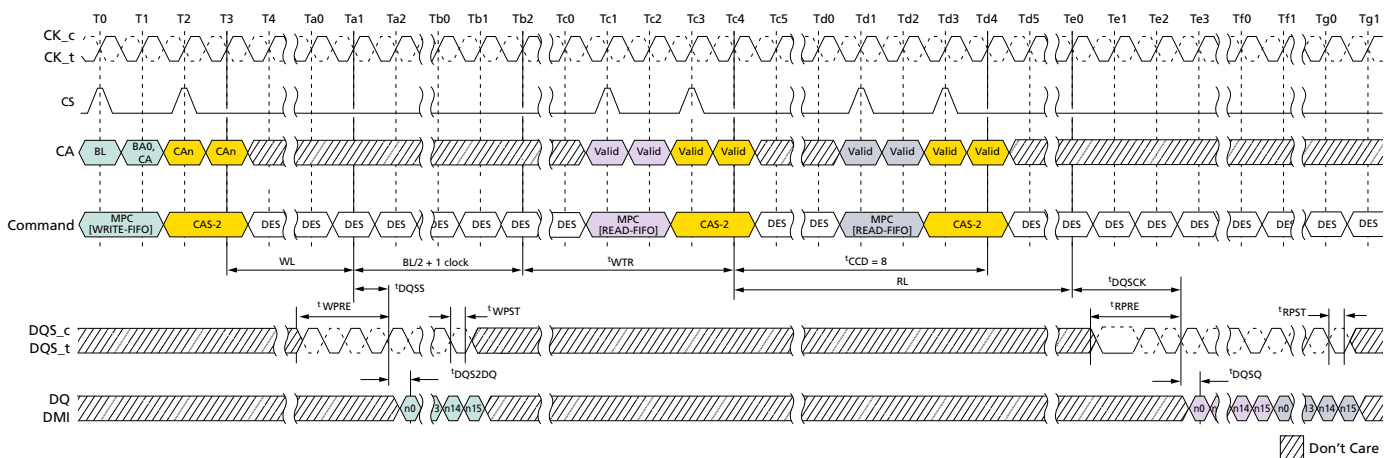 T0 T1 T2 T3 T4 Ta0 Ta1 Ta2 Tb0 Tb1 Tb2 Tc0 Tc1 Tc2 Tc3 Tc4 Tc5 Td0 Td1 Td2 Td3 Td4 Td5 Te0 Te1 Te2 Te3 Tf0 Tf1 Tg0 Tg1
CK_c
CK_t
CS
CA BL BA0, CA CAn CAn Valid Valid Valid Valid Valid Valid Valid Valid
Command MPC [WRITE-FIFO] CAS-2 DES DES DES DES DES DES DES DES MPC [READ-FIFO] CAS-2 DES DES MPC [READ-FIFO] CAS-2 DES DES DES DES DES DES DES DES DES
WL BL/2 + 1 clock tWTR tCCD = 8
RL tDQSCK
tDQSS
tWPRE tWPST tRPRE tRPST
DQS_c
DQS_t
tDQS2DQ tDQSQ
DQ
DMI
n0 3 n14 n15 n0 n n14 n15 n0 13 n14 n15
Don't Care